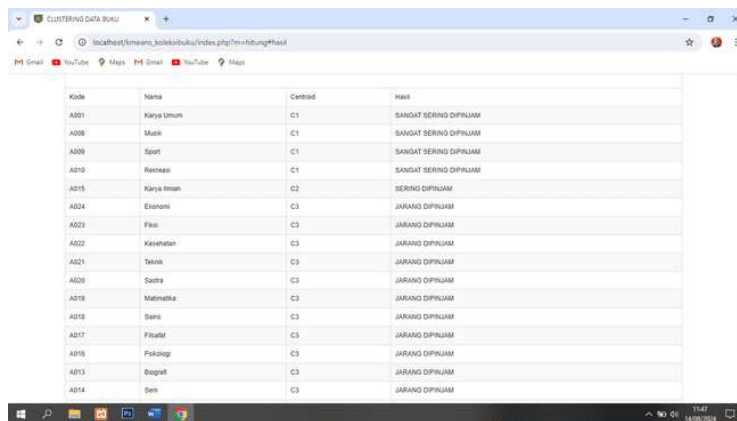 CLUSTERING DATA BUKU
localhost/kmeans_koleksibuku/index.php?m=hitung#hasil
Gmail YouTube Maps Gmail YouTube Maps
Kode Nama Centroid Hasil
A001 Karya Umum C1 SANGAT SERING DIPINJAM
A008 Musik C1 SANGAT SERING DIPINJAM
A009 Sport C1 SANGAT SERING DIPINJAM
A010 Rekreasi C1 SANGAT SERING DIPINJAM
A015 Karya Ilmiah C2 SERING DIPINJAM
A024 Ekonomi C3 JARANG DIPINJAM
A023 Fiksi C3 JARANG DIPINJAM
A022 Kesehatan C3 JARANG DIPINJAM
A021 Teknik C3 JARANG DIPINJAM
A020 Sastra C3 JARANG DIPINJAM
A019 Matimatika C3 JARANG DIPINJAM
A018 Sains C3 JARANG DIPINJAM
A017 Filsafat C3 JARANG DIPINJAM
A016 Psikologi C3 JARANG DIPINJAM
A013 Biografi C3 JARANG DIPINJAM
A014 Seni C3 JARANG DIPINJAM
11:47
14/08/2024